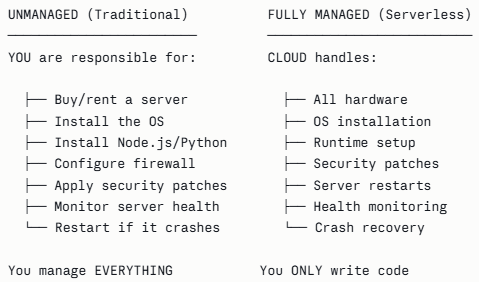 UNMANAGED (Traditional)          FULLY MANAGED (Serverless)
───────────────────────          ─────────────────────────
YOU are responsible for:         CLOUD handles:

  ├── Buy/rent a server            ├── All hardware
  ├── Install the OS               ├── OS installation
  ├── Install Node.js/Python       ├── Runtime setup
  ├── Configure firewall           ├── Security patches
  ├── Apply security patches       ├── Server restarts
  ├── Monitor server health        ├── Health monitoring
  └── Restart if it crashes        └── Crash recovery

You manage EVERYTHING           You ONLY write code